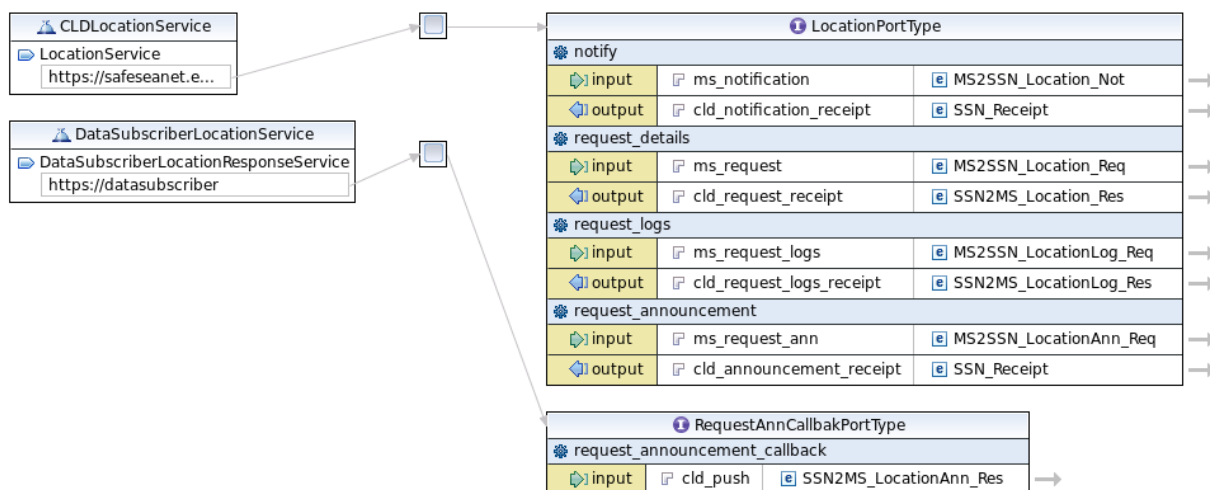 CLDLocationService
LocationService
https://safeseanet.e...
DataSubscriberLocationService
DataSubscriberLocationResponseService
https://datasubscriber
LocationPortType
notify
input ms_notification MS2SSN_Location_Not
output cld_notification_receipt SSN_Receipt
request_details
input ms_request MS2SSN_Location_Req
output cld_request_receipt SSN2MS_Location_Res
request_logs
input ms_request_logs MS2SSN_LocationLog_Req
output cld_request_logs_receipt SSN2MS_LocationLog_Res
request_announcement
input ms_request_ann MS2SSN_LocationAnn_Req
output cld_announcement_receipt SSN_Receipt
RequestAnnCallbakPortType
request_announcement_callback
input cld_push SSN2MS_LocationAnn_Res